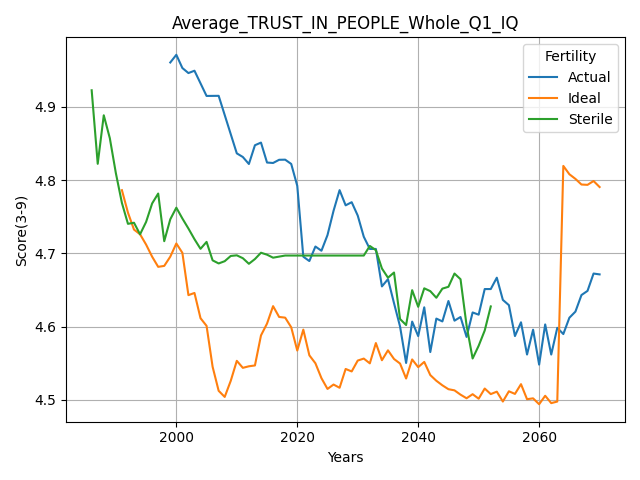 Average_TRUST_IN_PEOPLE_Whole_Q1_IQ
Fertility
Actual
Ideal
Sterile
Score(3-9)
4.9
4.8
4.7
4.6
4.5
2000 2020 2040 2060
Years